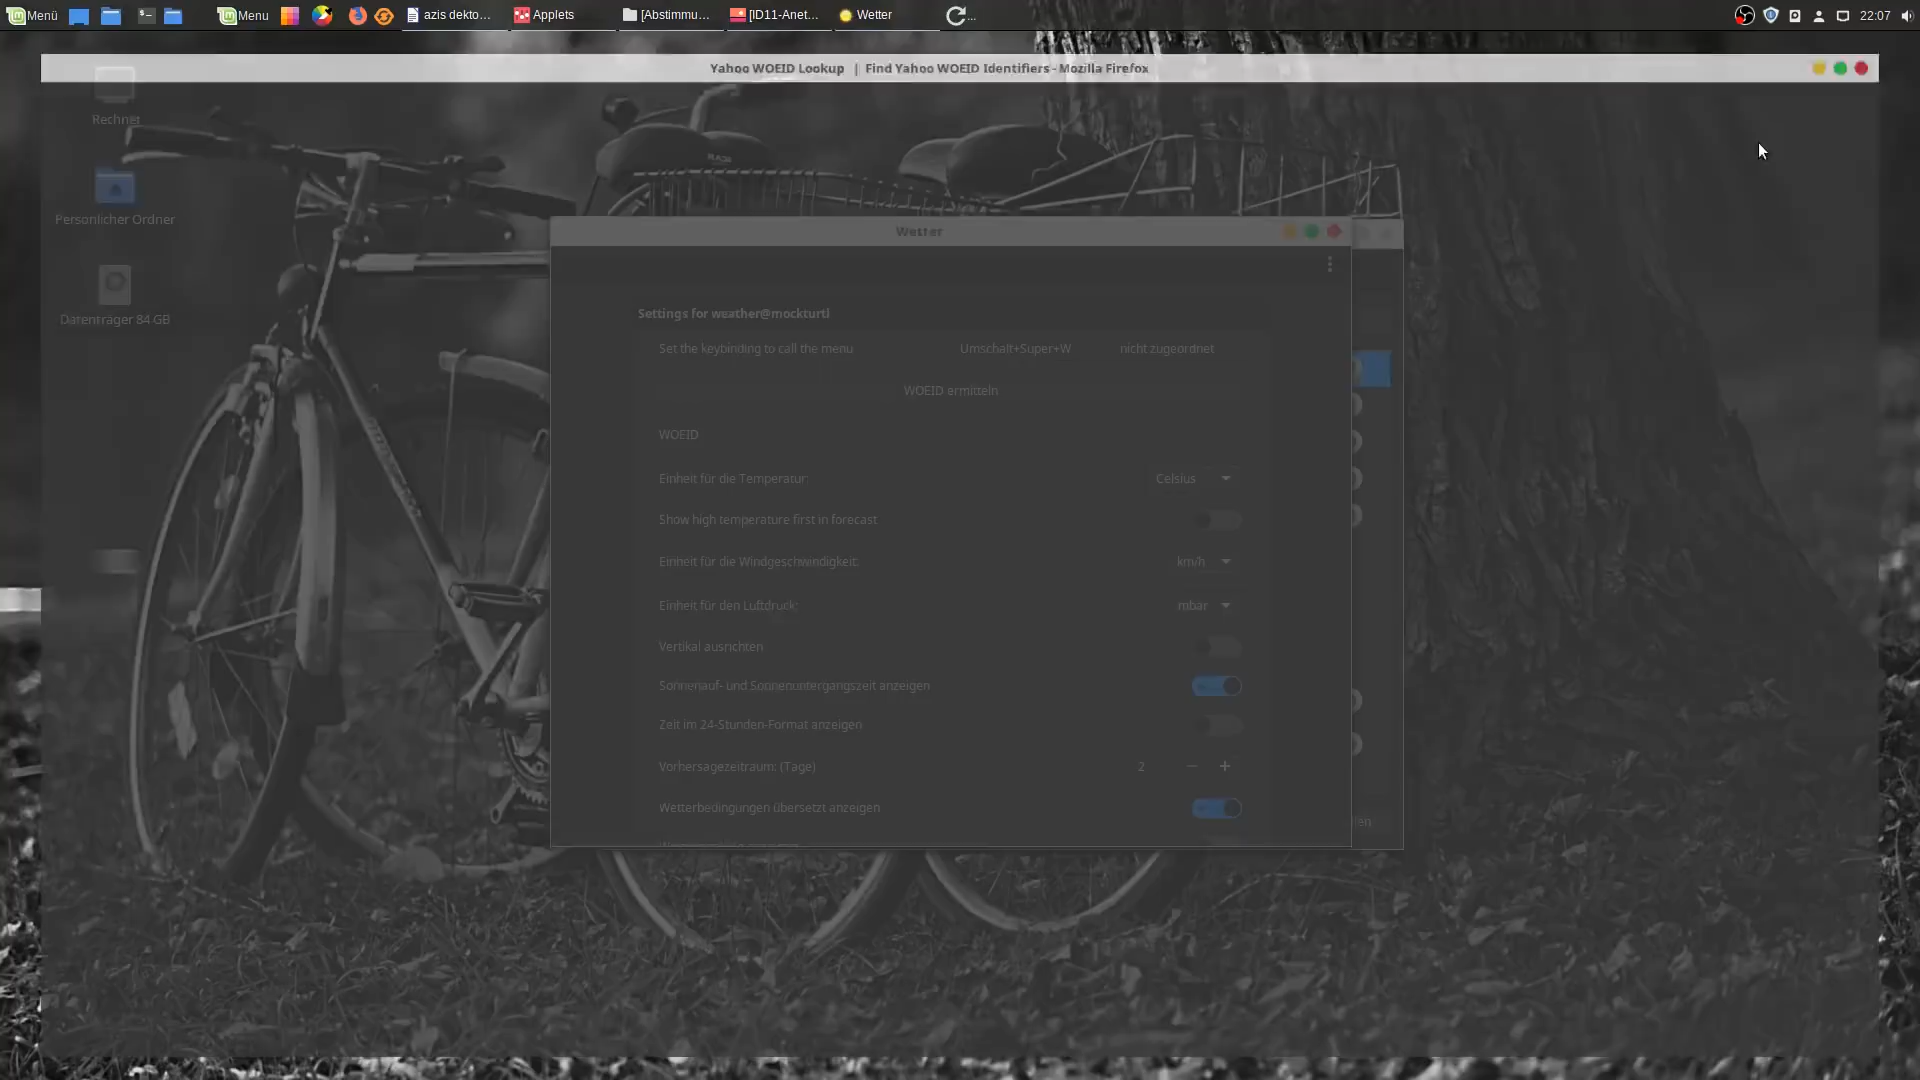 Menü
Menu
azis dekto...
Applets
[Abstimmu...
[ID11-Anet...
Wetter
...
22:07
Yahoo WOEID Lookup | Find Yahoo WOEID Identifiers - Mozilla Firefox
Rechner
Persönlicher Ordner
Datenträger 84 GB
Wetter
Settings for weather@mockturtl
Set the keybinding to call the menu
Umschalt+Super+W
nicht zugeordnet
WOEID ermitteln
WOEID
Einheit für die Temperatur:
Celsius
Show high temperature first in forecast
Einheit für die Windgeschwindigkeit:
km/h
Einheit für den Luftdruck:
mbar
Vertikal ausrichten
Sonnenauf- und Sonnenuntergangszeit anzeigen
Zeit im 24-Stunden-Format anzeigen
Vorhersagezeitraum: (Tage)
2
Wetterbedingungen übersetzt anzeigen
len